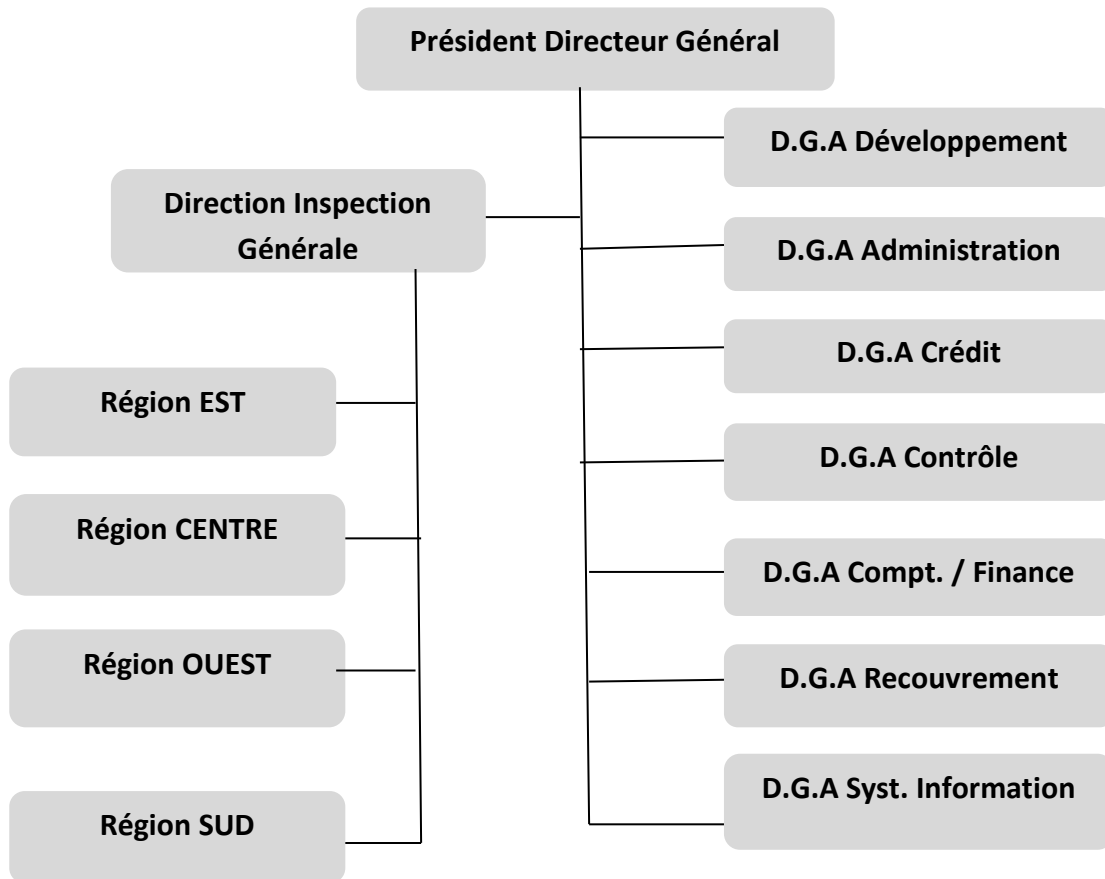 Président Directeur Général
D.G.A Développement
Direction Inspection
Générale
D.G.A Administration
D.G.A Crédit
Région EST
D.G.A Contrôle
Région CENTRE
D.G.A Compt. / Finance
Région OUEST
D.G.A Recouvrement
D.G.A Syst. Information
Région SUD